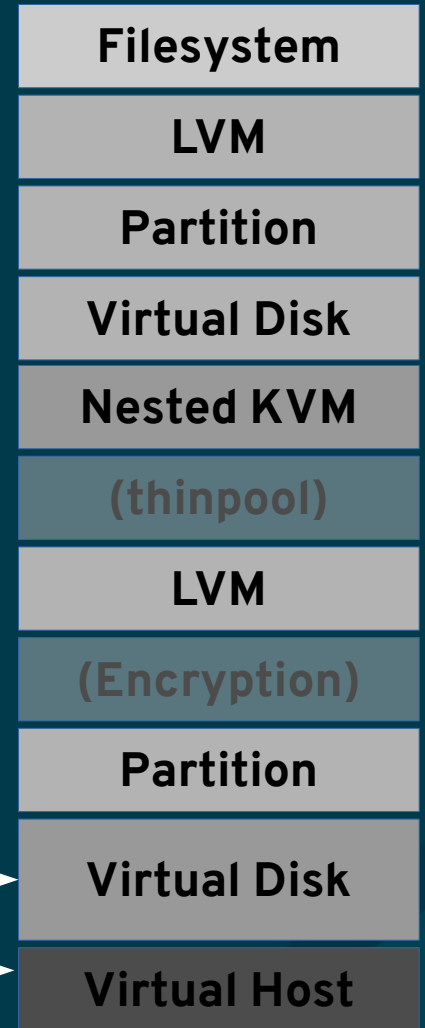 Filesystem
LVM
Partition
Virtual Disk
Nested KVM
(thinpool)
LVM
(Encryption)
Partition
Virtual Disk
Virtual Host